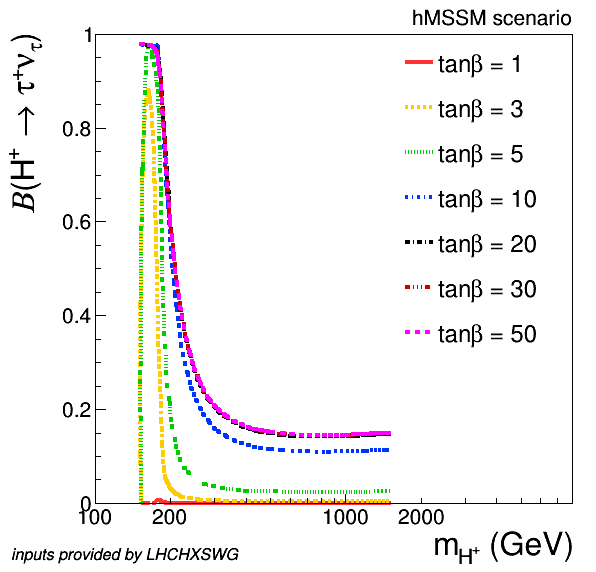 hMSSM scenario
B(H⁺ → τ⁺ν_τ)
1
0.8
0.6
0.4
0.2
0
tanβ = 1
tanβ = 3
tanβ = 5
tanβ = 10
tanβ = 20
tanβ = 30
tanβ = 50
100 200 1000 2000
m_H⁺ (GeV)
inputs provided by LHCHXSWG